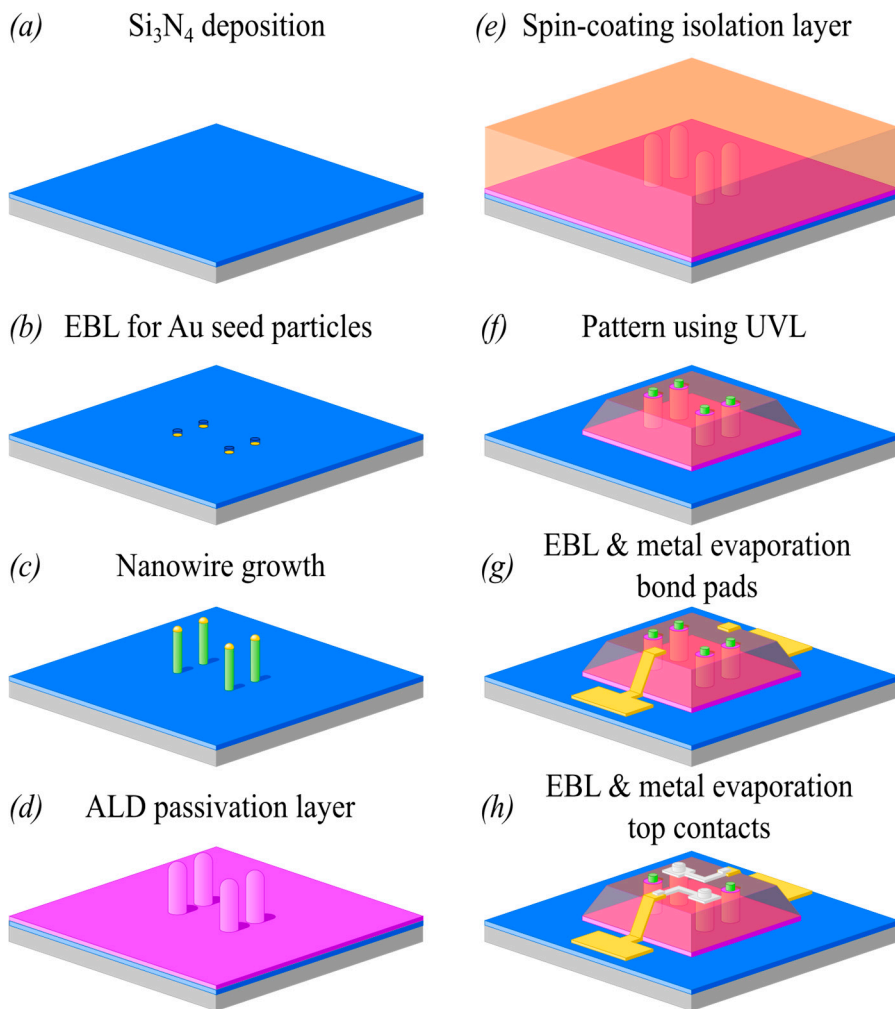 (a) Si₃N₄ deposition
(b) EBL for Au seed particles
(c) Nanowire growth
(d) ALD passivation layer
(e) Spin-coating isolation layer
(f) Pattern using UVL
(g) EBL & metal evaporation
bond pads
(h) EBL & metal evaporation
top contacts